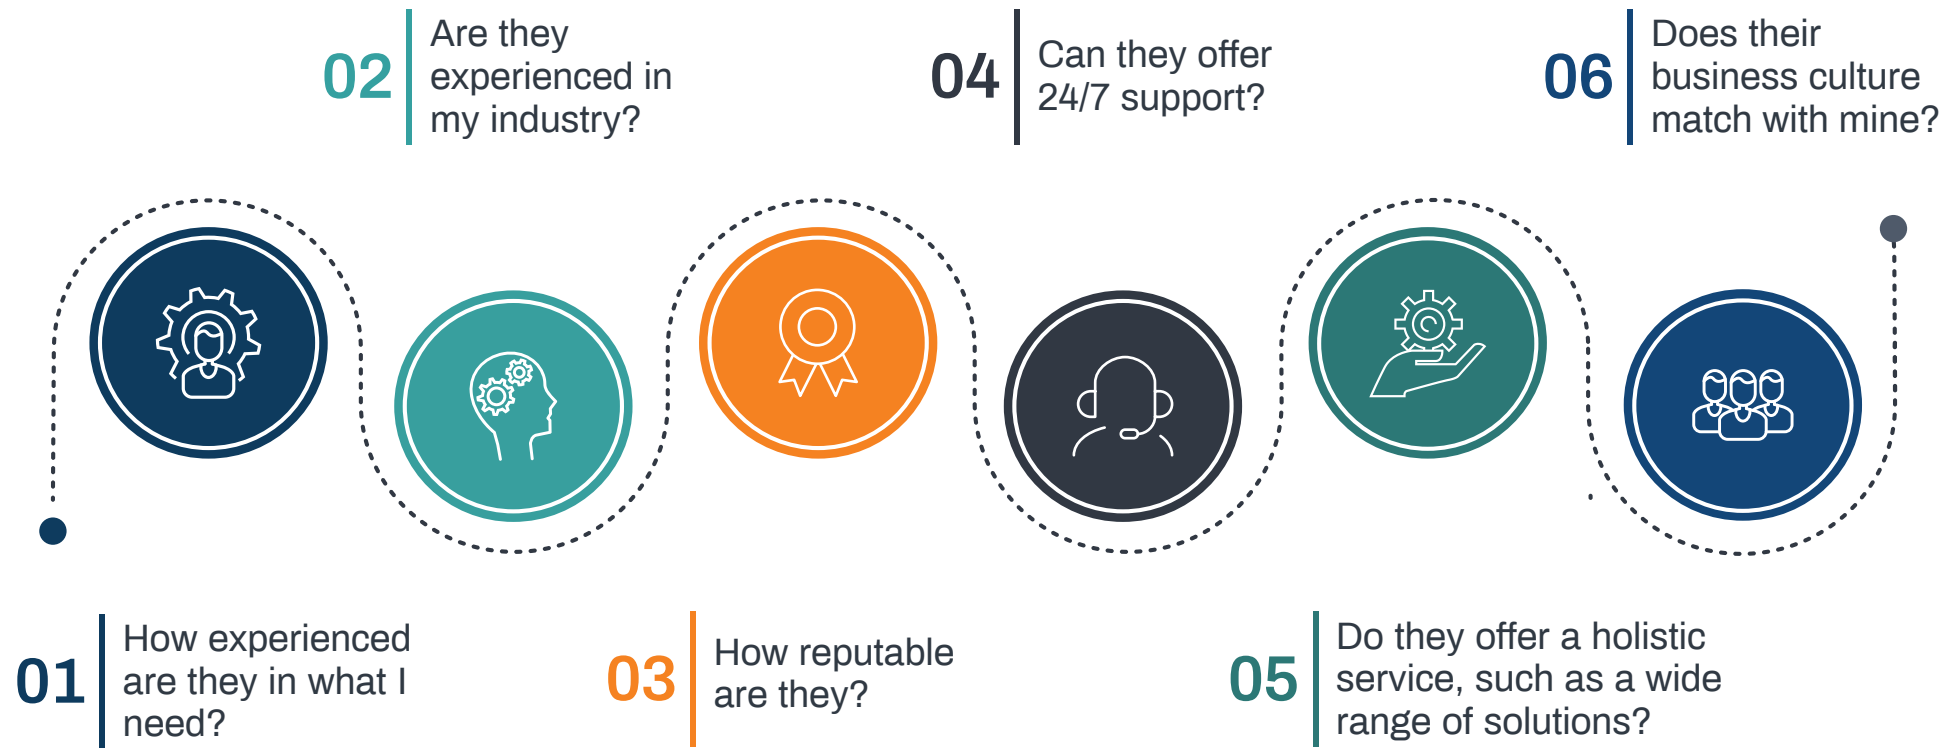 01
How experienced
are they in what I
need?
02
Are they
experienced in
my industry?
03
How reputable
are they?
04
Can they offer
24/7 support?
05
Do they offer a holistic
service, such as a wide
range of solutions?
06
Does their
business culture
match with mine?